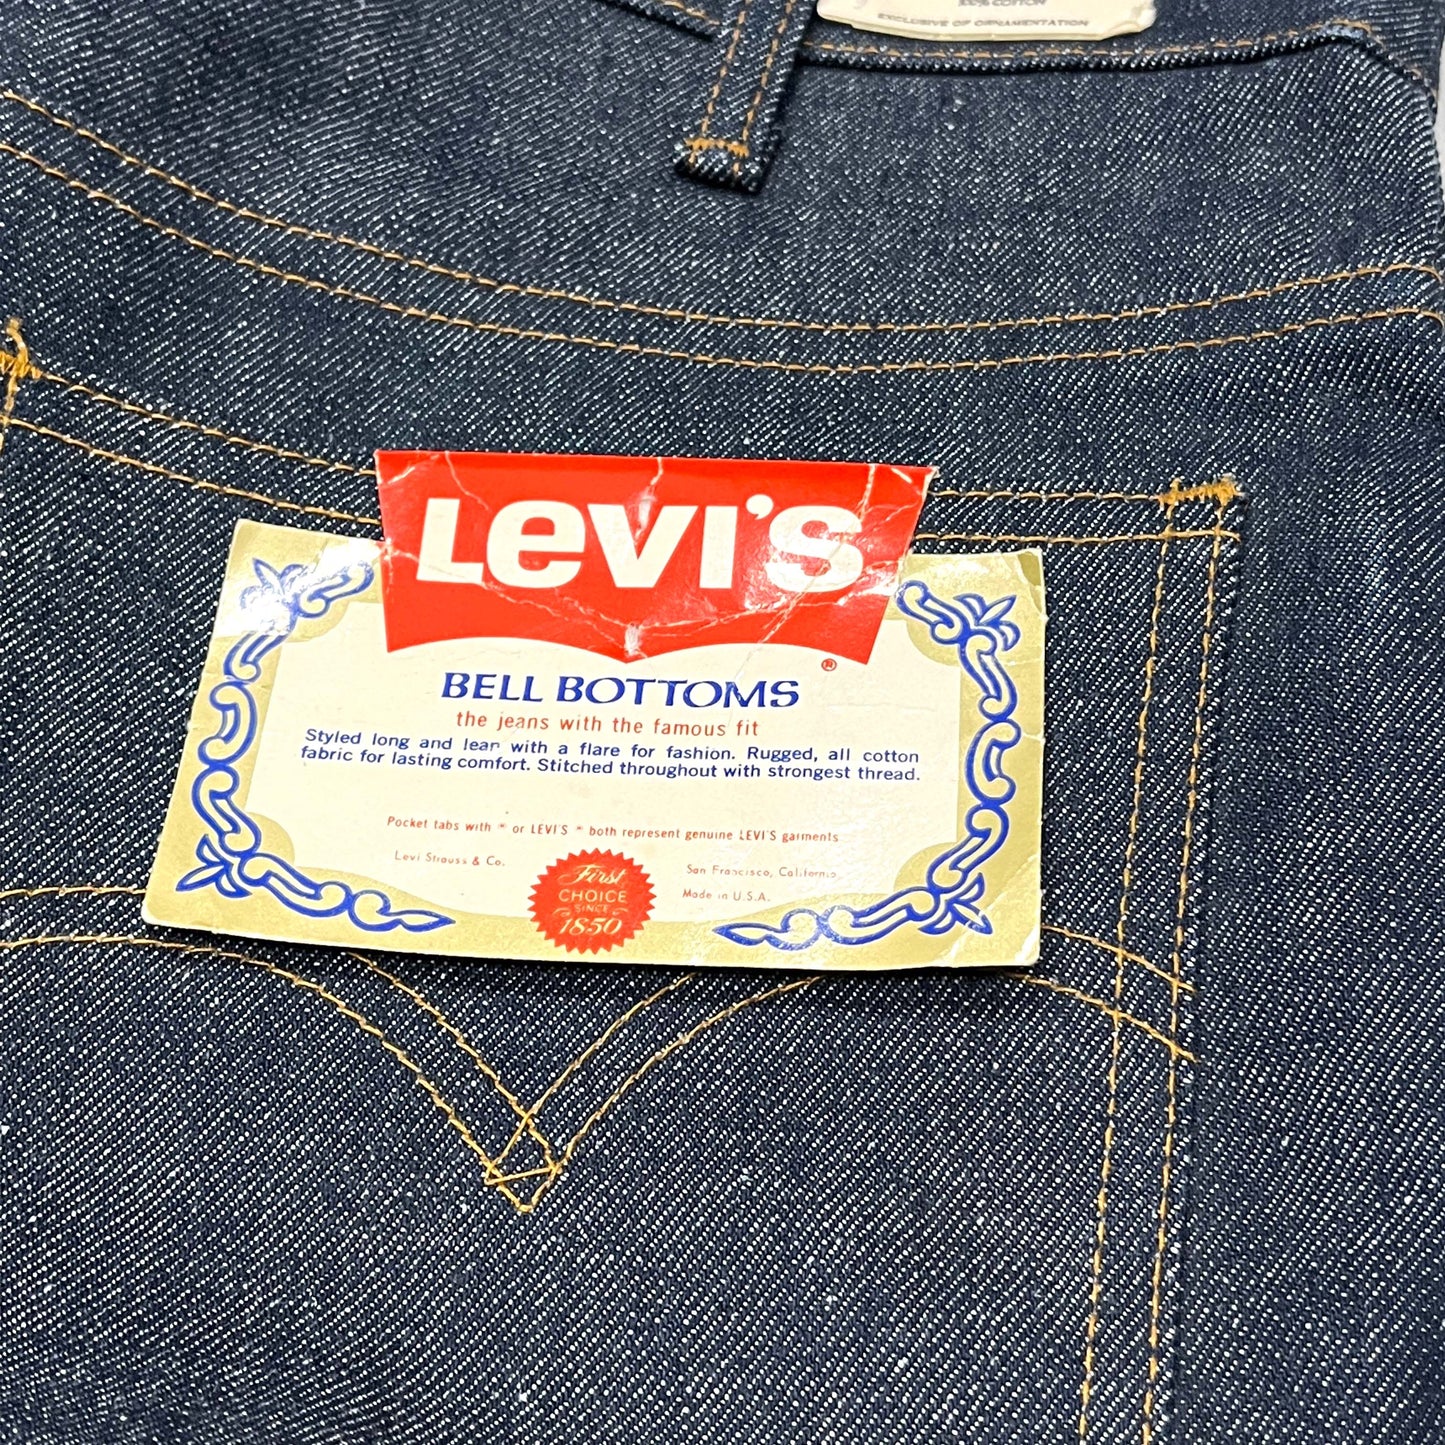 100% COTTON
EXCLUSIVE OF ORNAMENTATION
Levi's
®
BELL BOTTOMS
the jeans with the famous fit
Styled long and lean with a flare for fashion. Rugged, all cotton
fabric for lasting comfort. Stitched throughout with strongest thread.
Pocket tabs with ® or LEVI'S ® both represent genuine LEVI'S garments
Levi Strauss & Co.
San Francisco, California
Made in U.S.A.
First
CHOICE
SINCE
1850